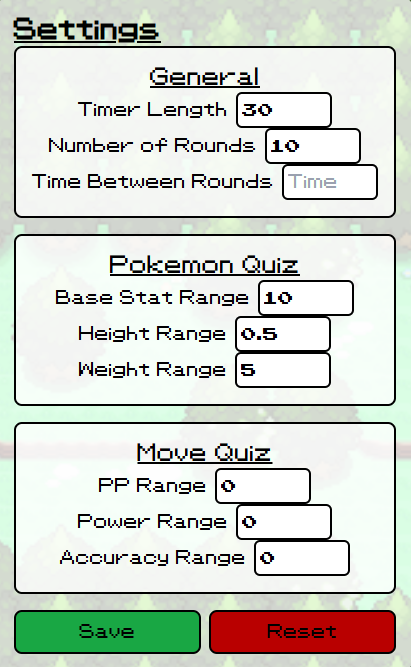 Settings
General
Timer Length 30
Number of Rounds 10
Time Between Rounds Time
Pokemon Quiz
Base Stat Range 10
Height Range 0.5
Weight Range 5
Move Quiz
PP Range 0
Power Range 0
Accuracy Range 0
Save Reset